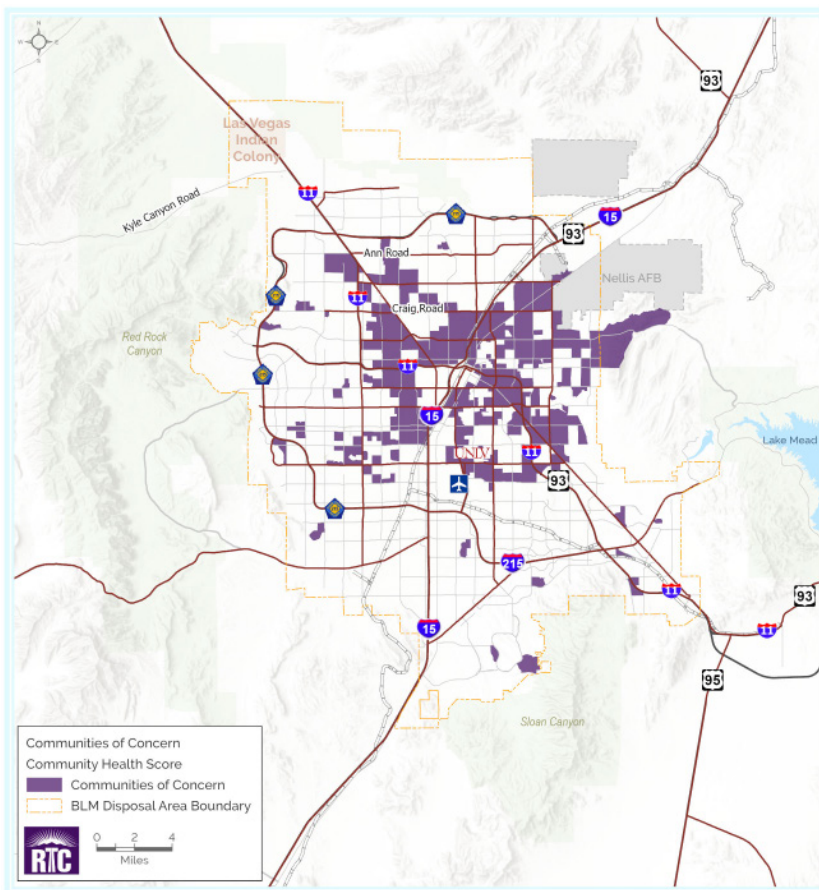 N
W
E
S
93
Las Vegas
Indian
Colony
11
Kyle Canyon Road
15
93
Ann Road
Nellis AFB
11
Craig Road
Red Rock
Canyon
11
15
Lake Mead
UNLV
11
93
215
11
93
15
11
95
Sloan Canyon
Communities of Concern
Community Health Score
Communities of Concern
BLM Disposal Area Boundary
0 2 4
Miles
RTC